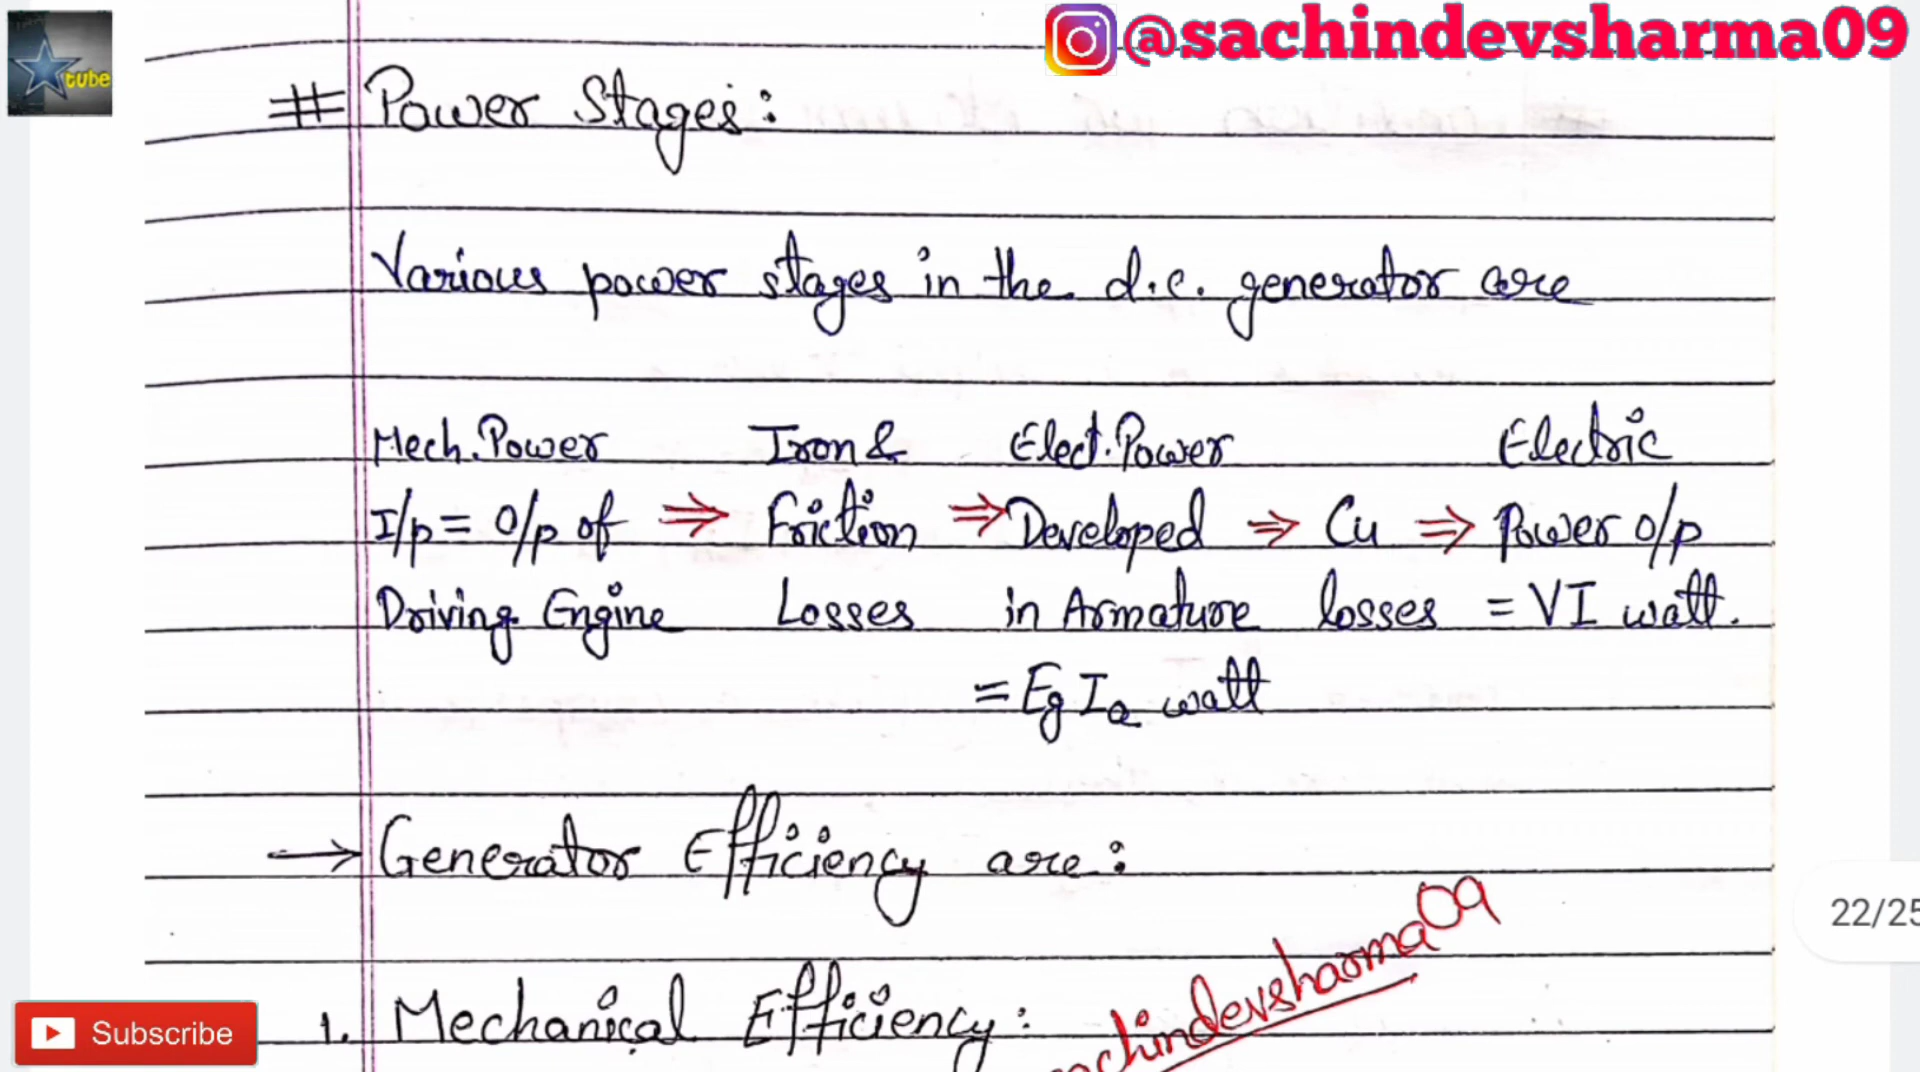 @sachindevsharma09
tube
# Power Stages:
Various power stages in the d.c. generator are
Mech. Power Iron & Elect. Power Electric
I/p = O/p of ⇒ Friction ⇒ Developed ⇒ Cu ⇒ Power o/p
Driving Engine Losses in Armature losses = VI watt.
= Eg Ia watt
→ Generator Efficiency are:
22/25
1. Mechanical Efficiency:
achindevsharma09
Subscribe